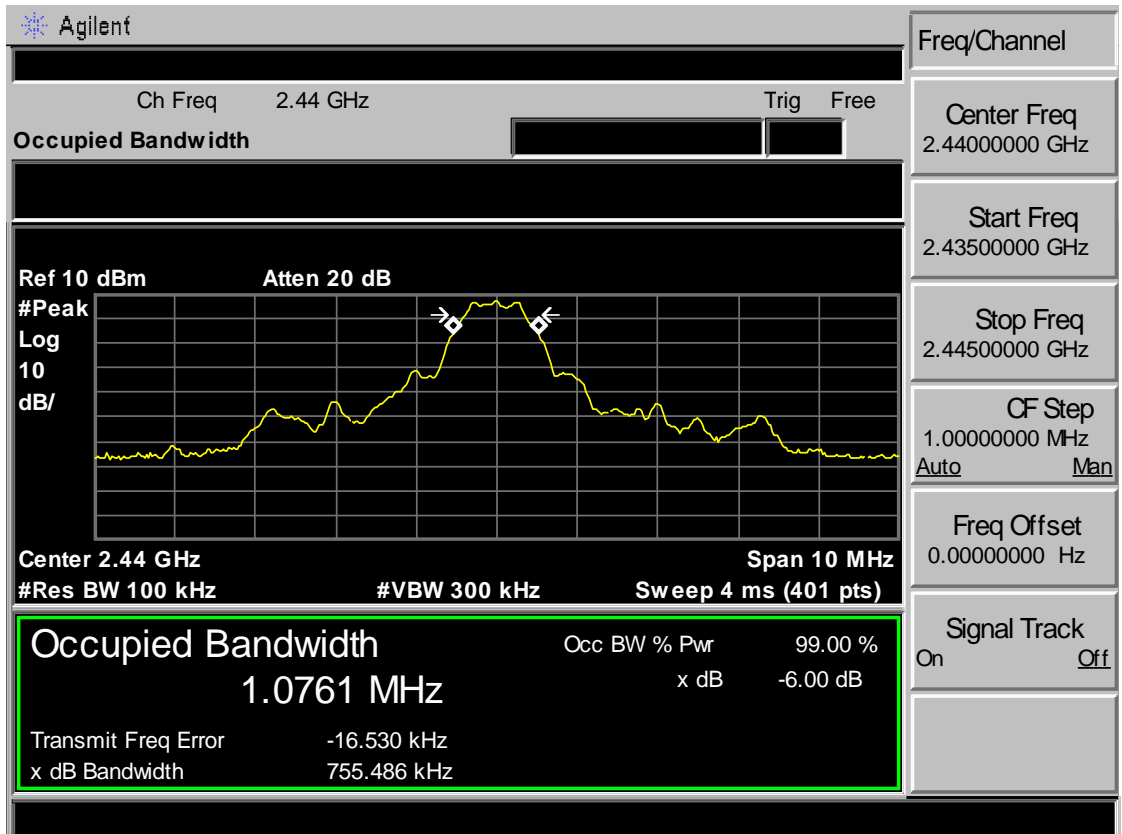 Agilent
Freq/Channel
Ch Freq 2.44 GHz Trig Free
Occupied Bandwidth
Center Freq
2.44000000 GHz
Start Freq
2.43500000 GHz
Stop Freq
2.44500000 GHz
CF Step
1.00000000 MHz
Auto Man
Freq Offset
0.00000000 Hz
Signal Track
On Off
Ref 10 dBm Atten 20 dB
#Peak
Log
10
dB/
Center 2.44 GHz Span 10 MHz
#Res BW 100 kHz #VBW 300 kHz Sweep 4 ms (401 pts)
Occupied Bandwidth Occ BW % Pwr 99.00 %
1.0761 MHz x dB -6.00 dB
Transmit Freq Error -16.530 kHz
x dB Bandwidth 755.486 kHz